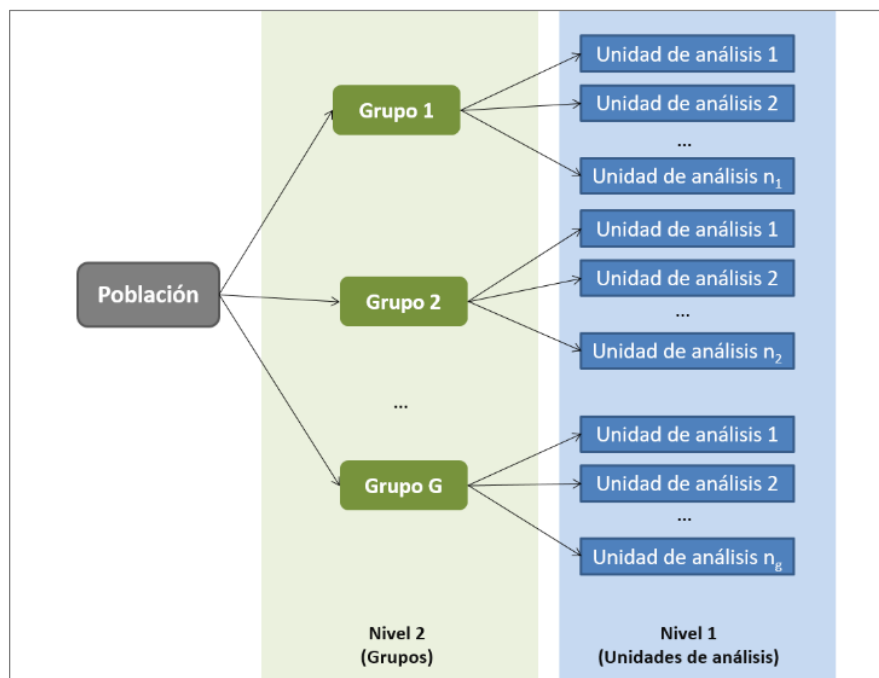 Población
Grupo 1
Unidad de análisis 1
Unidad de análisis 2
...
Unidad de análisis n₁
Grupo 2
Unidad de análisis 1
Unidad de análisis 2
...
Unidad de análisis n₂
...
Grupo G
Unidad de análisis 1
Unidad de análisis 2
...
Unidad de análisis n_g
Nivel 2
(Grupos)
Nivel 1
(Unidades de análisis)